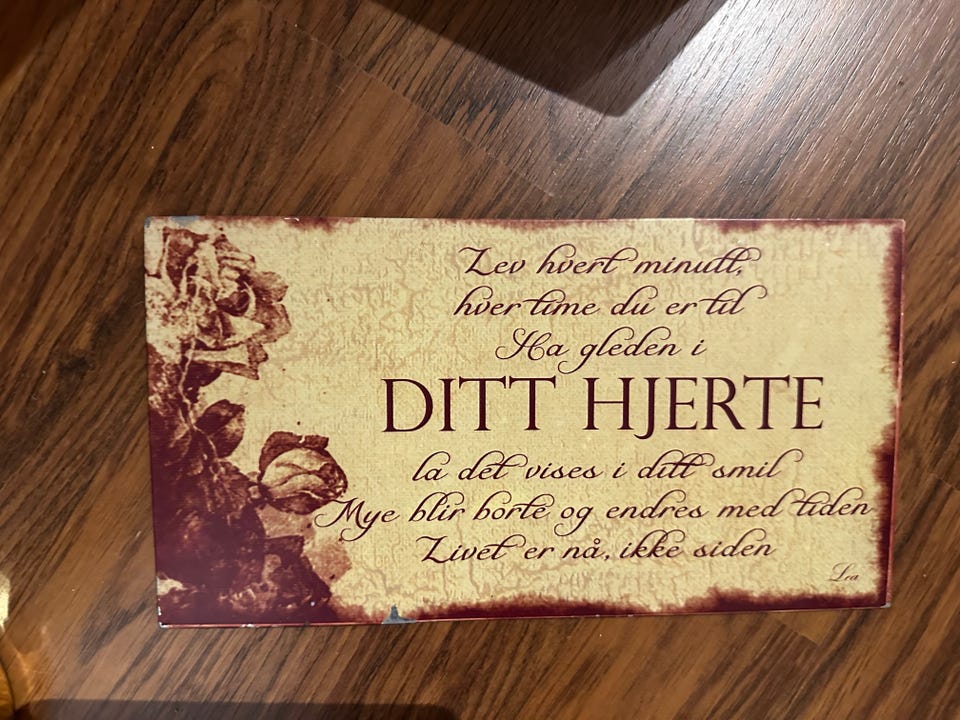 Lev hvert minutt,
hver time du er til
Ha gleden i
DITT HJERTE
la det vises i ditt smil
Mye blir borte og endres med tiden
Livet er nå, ikke siden
Lea